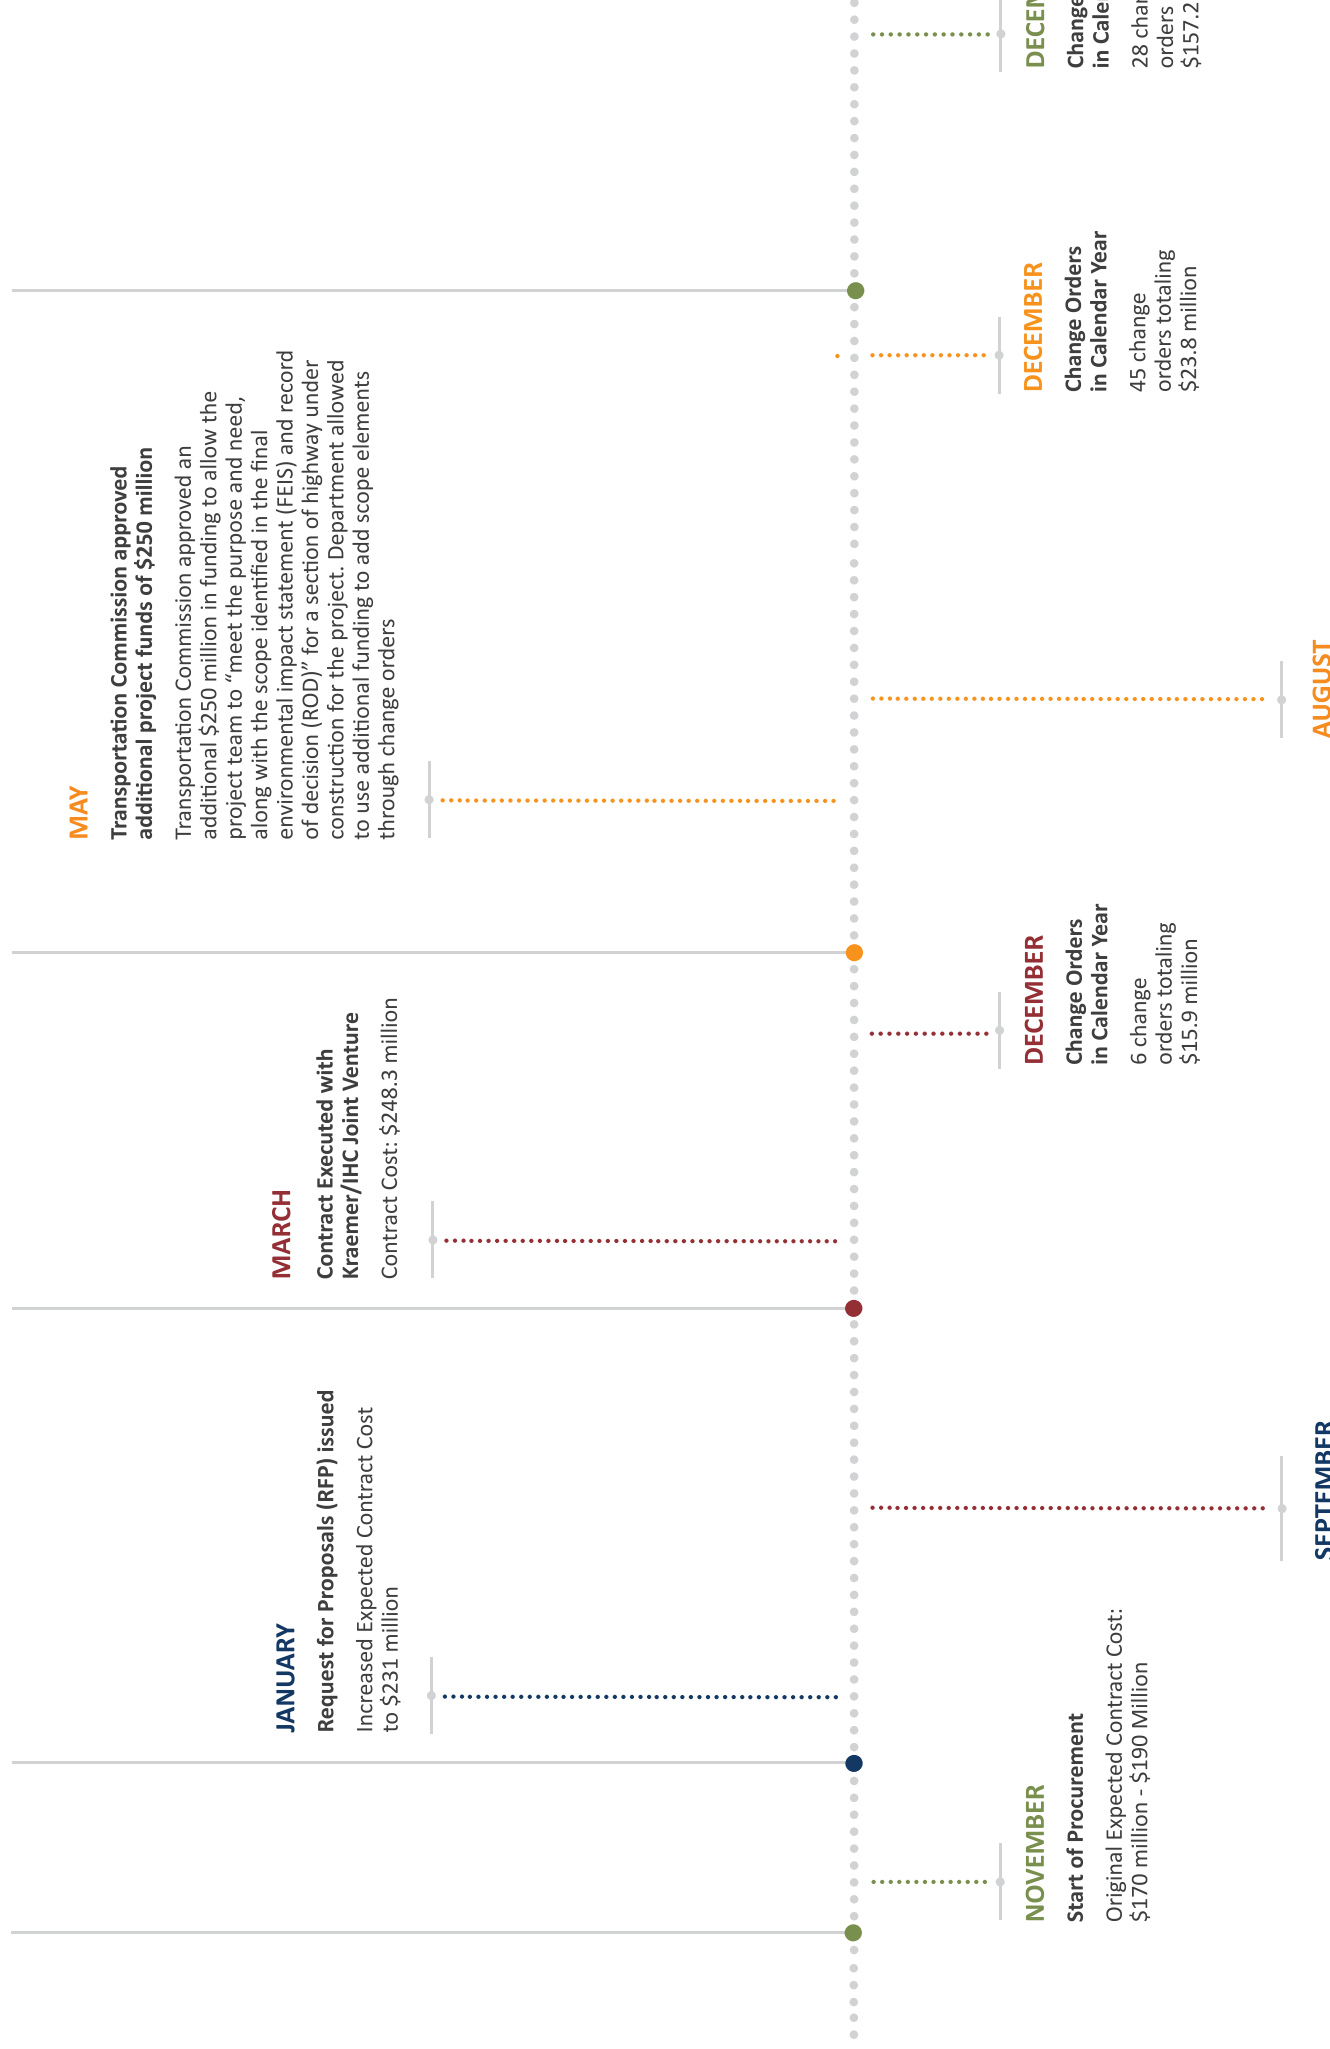 MAY
Transportation Commission approved
additional project funds of $250 million
Transportation Commission approved an
additional $250 million in funding to allow the
project team to “meet the purpose and need,
along with the scope identified in the final
environmental impact statement (FEIS) and record
of decision (ROD)” for a section of highway under
construction for the project. Department allowed
to use additional funding to add scope elements
through change orders
JANUARY
Request for Proposals (RFP) issued
Increased Expected Contract Cost
to $231 million
MARCH
Contract Executed with
Kraemer/IHC Joint Venture
Contract Cost: $248.3 million
NOVEMBER
Start of Procurement
Original Expected Contract Cost:
$170 million - $190 Million
DECEMBER
Change Orders
in Calendar Year
6 change
orders totaling
$15.9 million
DECEMBER
Change Orders
in Calendar Year
45 change
orders totaling
$23.8 million
Change
28
orders
$157.2
SEPTEMBER
AUGUST